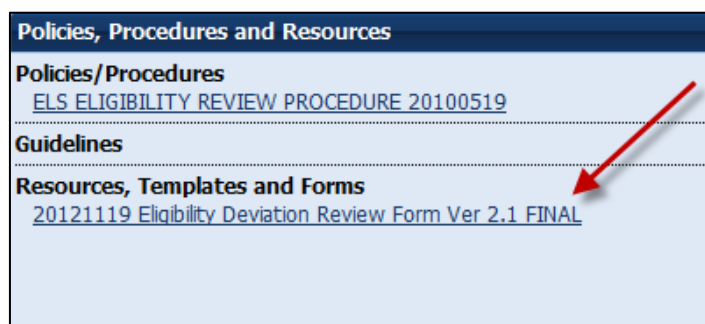 Policies, Procedures and Resources
Policies/Procedures
ELS ELIGIBILITY REVIEW PROCEDURE 20100519
Guidelines
Resources, Templates and Forms
20121119 Eligibility Deviation Review Form Ver 2.1 FINAL